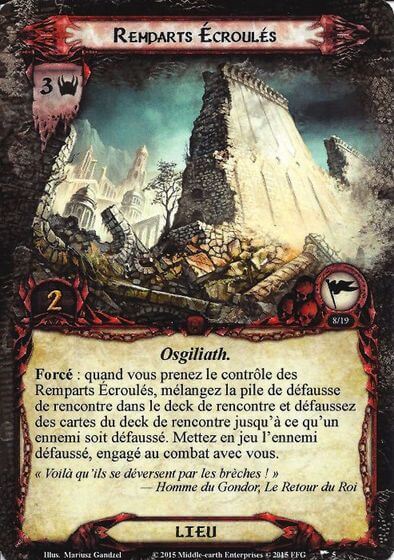 Remparts Écroulés
3
2
8/19
Osgiliath.
Forcé : quand vous prenez le contrôle des
Remparts Écroulés, mélangez la pile de défausse
de rencontre dans le deck de rencontre et défaussez
des cartes du deck de rencontre jusqu'à ce qu'un
ennemi soit défaussé. Mettez en jeu l'ennemi
défaussé, engagé au combat avec vous.
« Voilà qu'ils se déversent par les brèches ! »
— Homme du Gondor, Le Retour du Roi
LIEU
Illus. Mariusz Gandzel © 2015 Middle-earth Enterprises © 2015 FFG